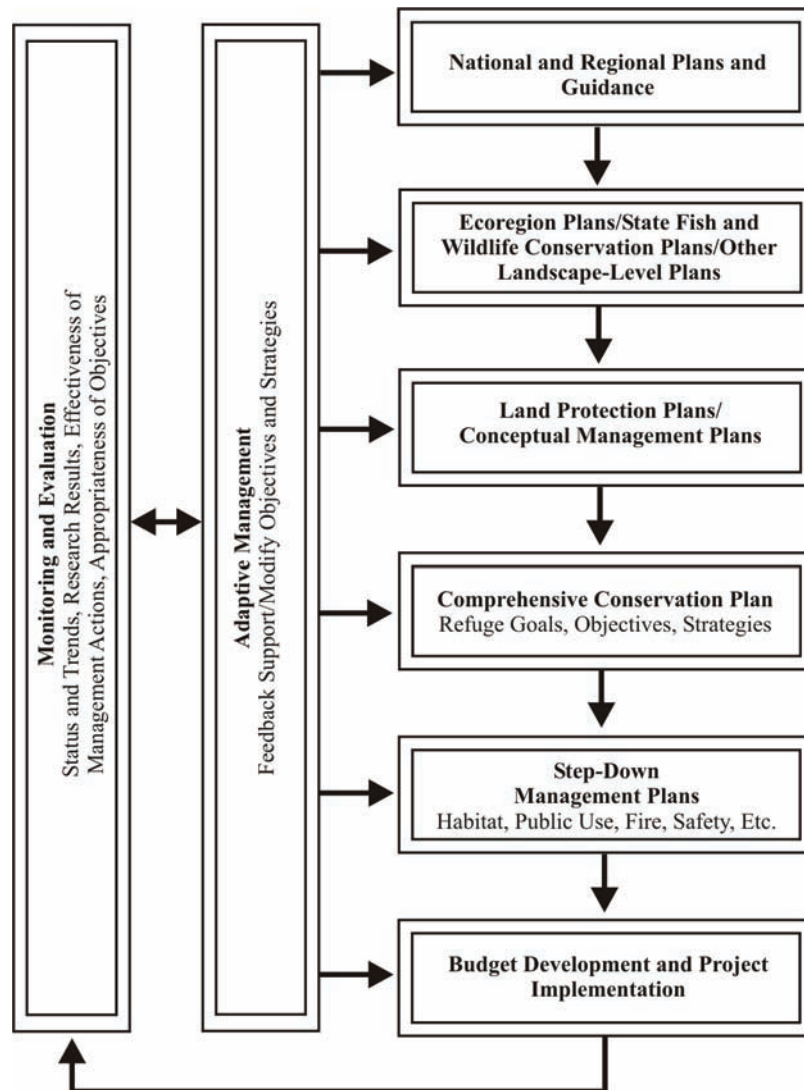 Monitoring and Evaluation
Status and Trends, Research Results, Effectiveness of
Management Actions, Appropriateness of Objectives
Adaptive Management
Feedback Support/Modify Objectives and Strategies
National and Regional Plans and
Guidance
Ecoregion Plans/State Fish and
Wildlife Conservation Plans/Other
Landscape-Level Plans
Land Protection Plans/
Conceptual Management Plans
Comprehensive Conservation Plan
Refuge Goals, Objectives, Strategies
Step-Down
Management Plans
Habitat, Public Use, Fire, Safety, Etc.
Budget Development and Project
Implementation